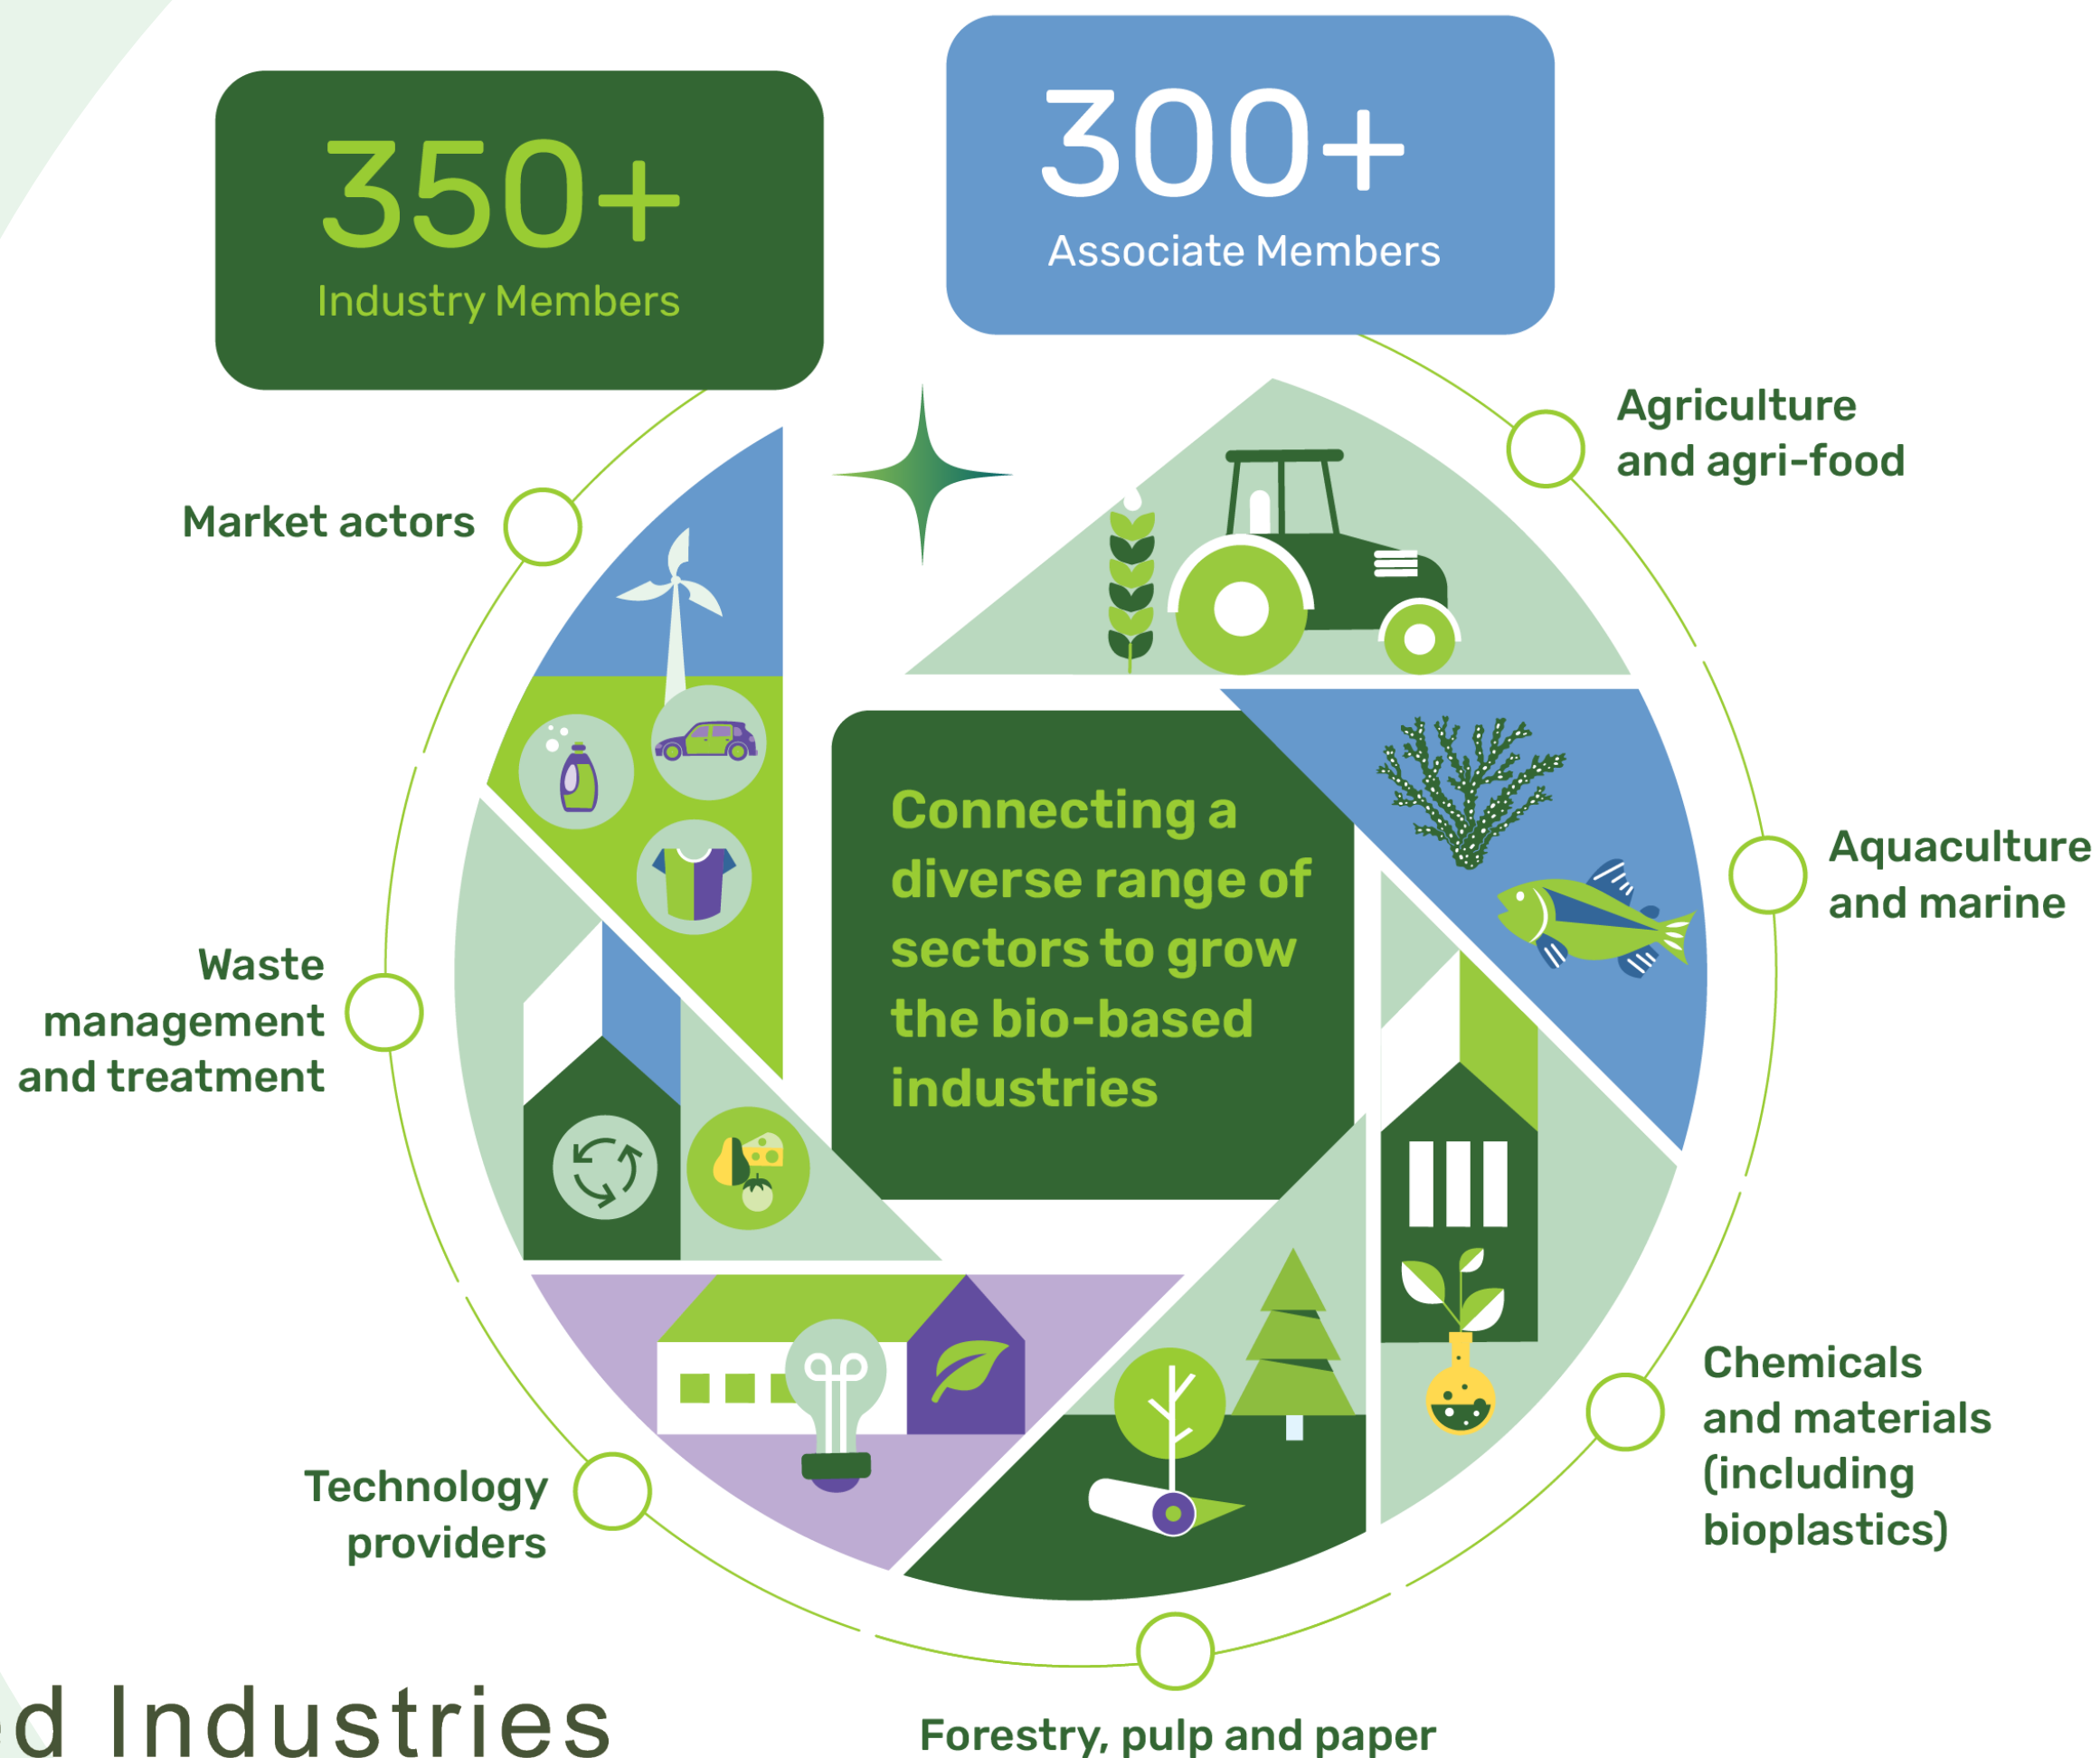 350+
Industry Members
300+
Associate Members
Agriculture
and agri-food
Market actors
Aquaculture
and marine
Connecting a
diverse range of
sectors to grow
the bio-based
industries
Waste
management
and treatment
Chemicals
and materials
(including
bioplastics)
Technology
providers
Forestry, pulp and paper
ed Industries